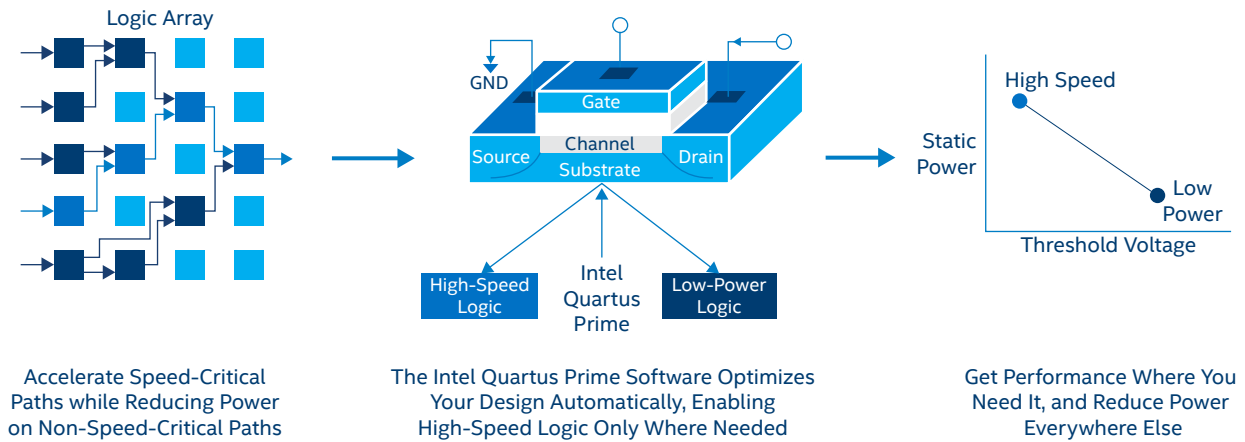 Logic Array
GND
Gate
Channel
Source
Drain
Substrate
High-Speed
Logic
Intel
Quartus
Prime
Low-Power
Logic
High Speed
Static
Power
Low
Power
Threshold Voltage
Accelerate Speed-Critical
Paths while Reducing Power
on Non-Speed-Critical Paths
The Intel Quartus Prime Software Optimizes
Your Design Automatically, Enabling
High-Speed Logic Only Where Needed
Get Performance Where You
Need It, and Reduce Power
Everywhere Else